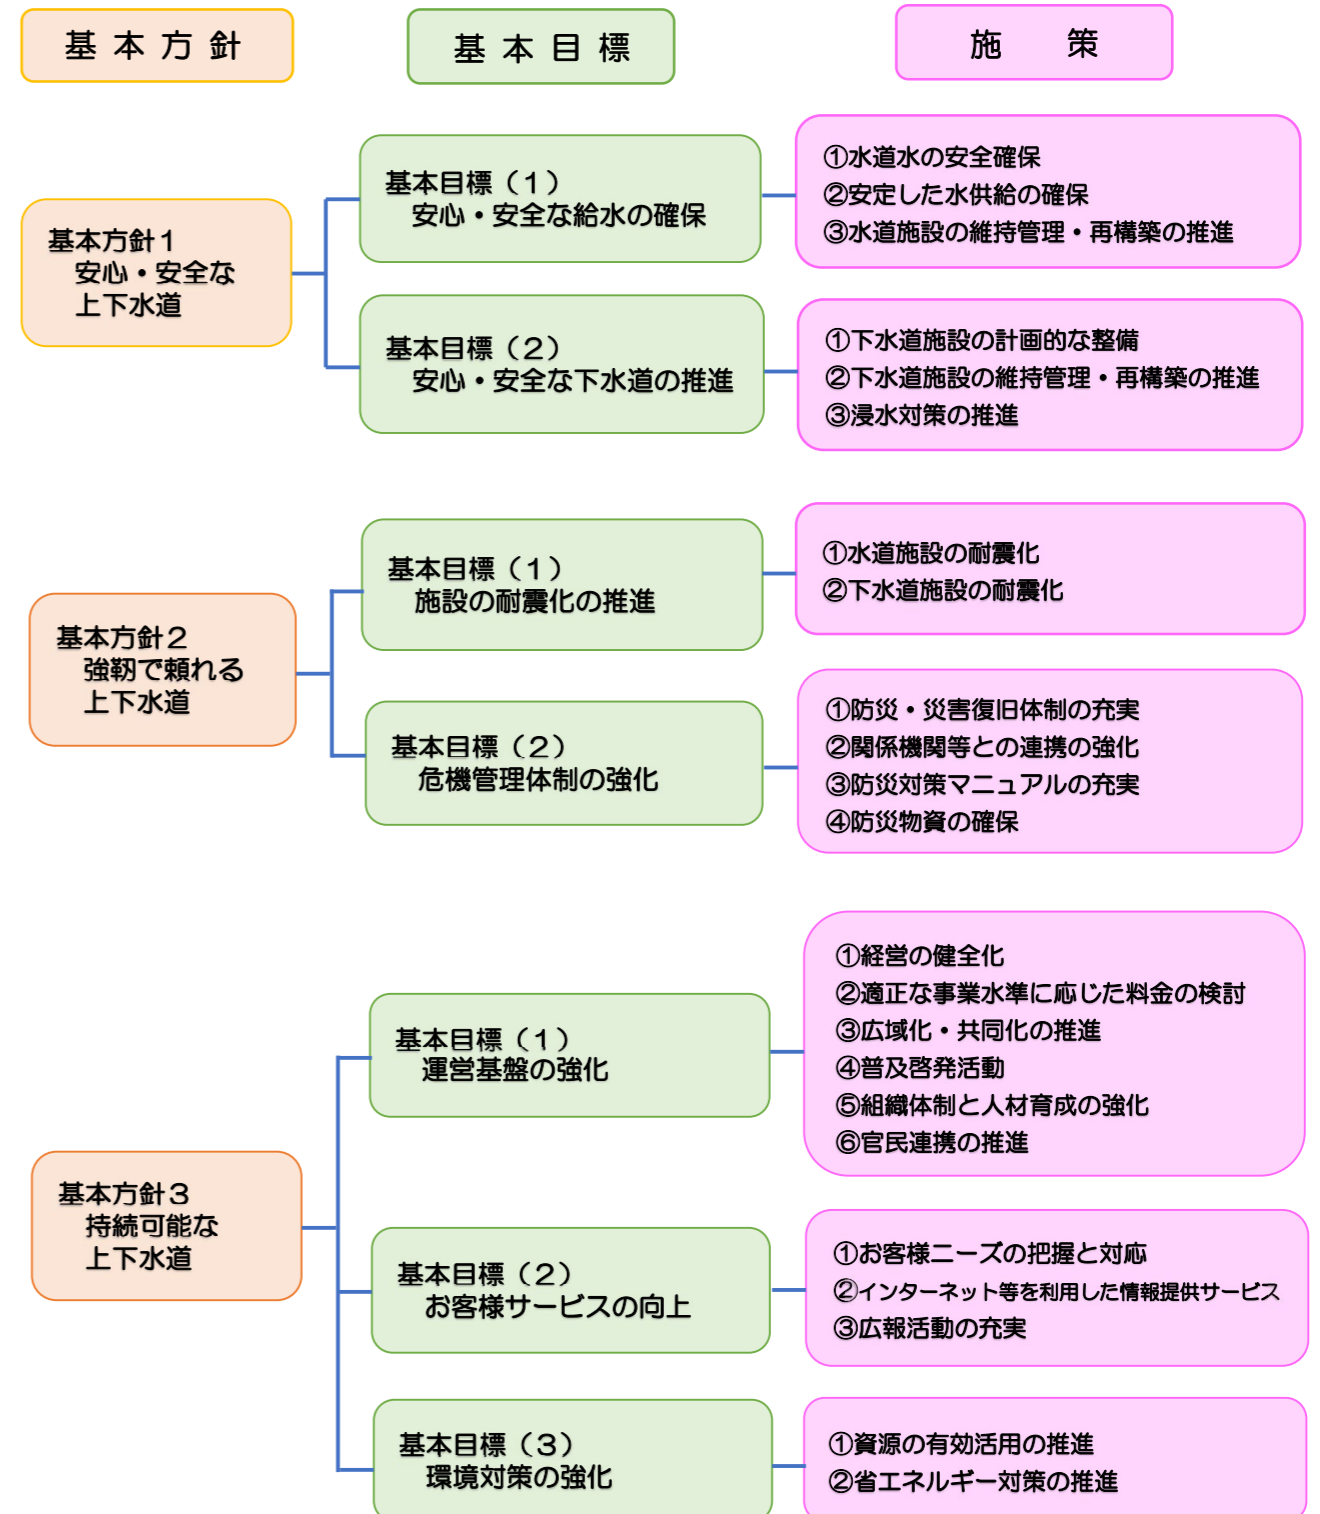 基本方針
基本目標
施　策
基本方針１
安心・安全な
上下水道
基本目標（１）
安心・安全な給水の確保
①水道水の安全確保
②安定した水供給の確保
③水道施設の維持管理・再構築の推進
基本目標（２）
安心・安全な下水道の推進
①下水道施設の計画的な整備
②下水道施設の維持管理・再構築の推進
③浸水対策の推進
基本方針２
強靭で頼れる
上下水道
基本目標（１）
施設の耐震化の推進
①水道施設の耐震化
②下水道施設の耐震化
基本目標（２）
危機管理体制の強化
①防災・災害復旧体制の充実
②関係機関等との連携の強化
③防災対策マニュアルの充実
④防災物資の確保
基本方針３
持続可能な
上下水道
基本目標（１）
運営基盤の強化
①経営の健全化
②適正な事業水準に応じた料金の検討
③広域化・共同化の推進
④普及啓発活動
⑤組織体制と人材育成の強化
⑥官民連携の推進
基本目標（２）
お客様サービスの向上
①お客様ニーズの把握と対応
②インターネット等を利用した情報提供サービス
③広報活動の充実
基本目標（３）
環境対策の強化
①資源の有効活用の推進
②省エネルギー対策の推進